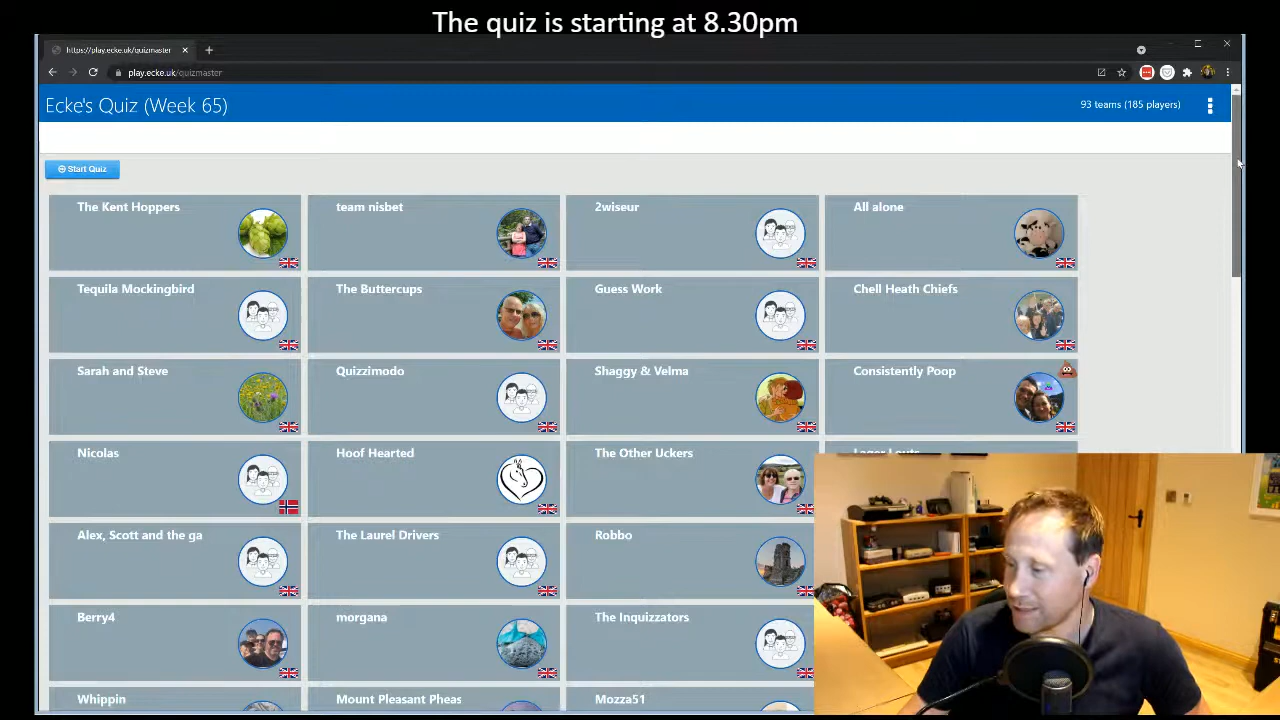 The quiz is starting at 8.30pm
https://play.ecke.uk/quizmaster
play.ecke.uk/quizmaster
Ecke's Quiz (Week 65)
93 teams (185 players)
Start Quiz
The Kent Hoppers
team nisbet
2wiseur
All alone
Tequila Mockingbird
The Buttercups
Guess Work
Chell Heath Chiefs
Sarah and Steve
Quizzimodo
Shaggy & Velma
Consistently Poop
Nicolas
Hoof Hearted
The Other Uckers
Lager Louts
Alex, Scott and the ga
The Laurel Drivers
Robbo
Berry4
morgana
The Inquizzators
Whippin
Mount Pleasant Pheas
Mozza51